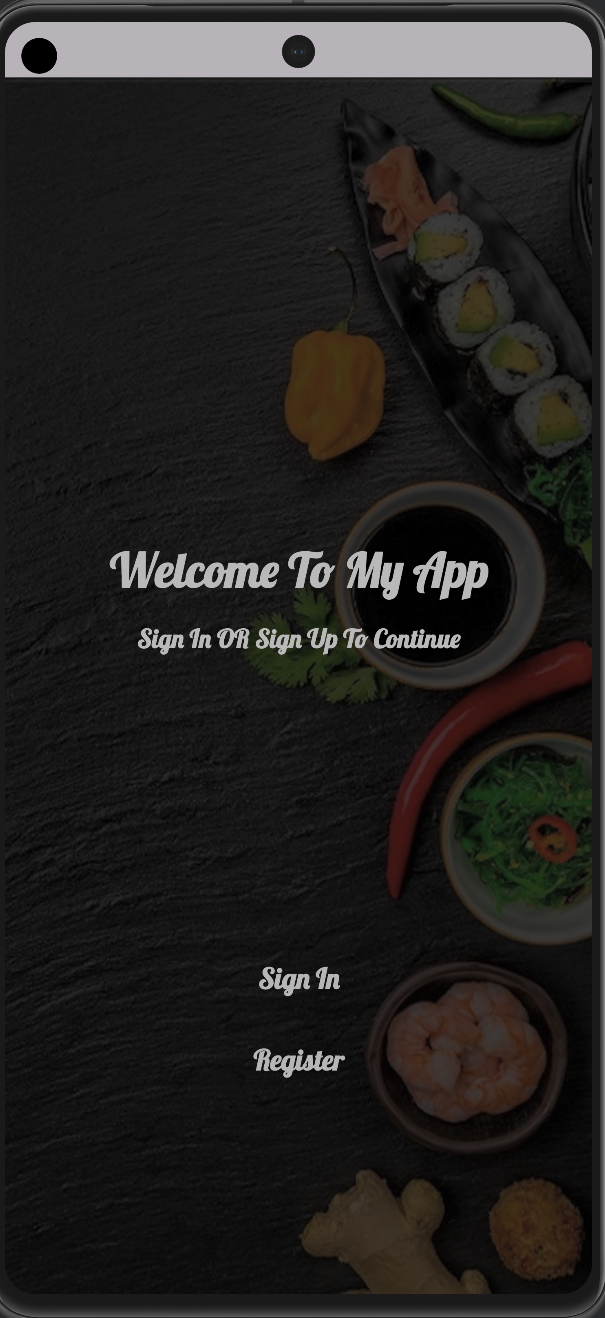 Welcome To My App
Sign In OR Sign Up To Continue
Sign In
Register